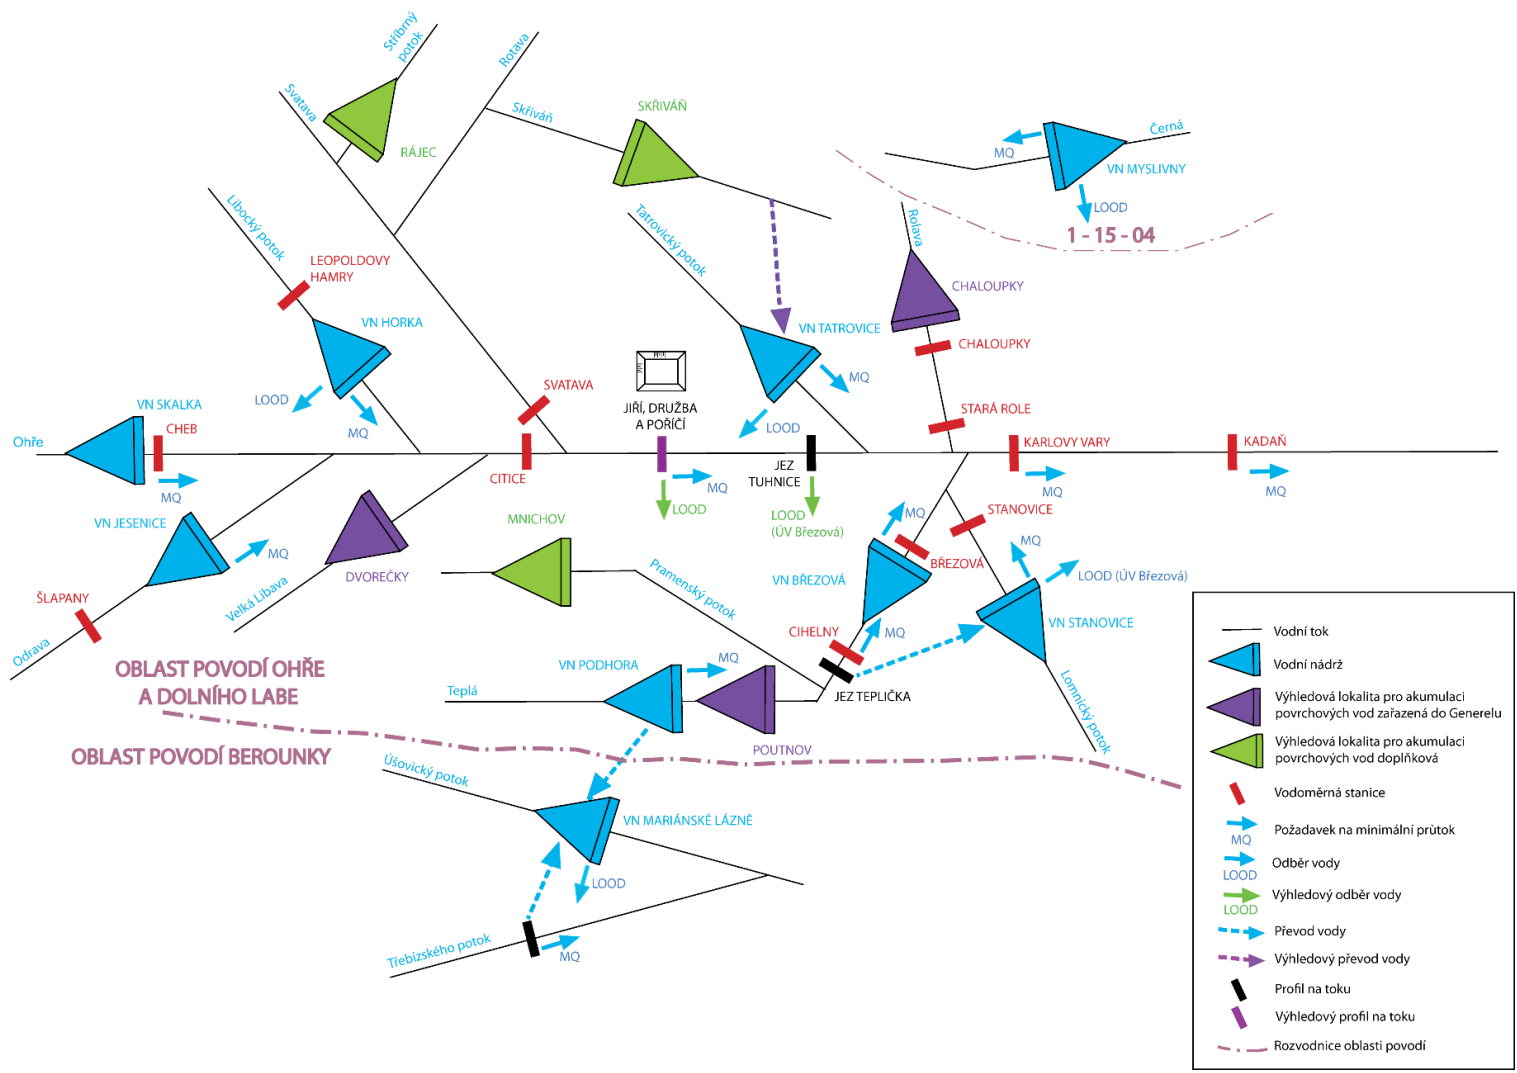 Stříbrný
potok
Rotava
Svatava
Skřiváň
SKŘIVÁŇ
RÁJEC
Černá
MQ
VN MYSLIVNY
LOOD
1 - 15 - 04
Libocký potok
Tatrovický potok
Rolava
LEOPOLDOVY
HAMRY
CHALOUPKY
VN HORKA
VN TATROVICE
CHALOUPKY
MQ
LOOD
MQ
SVATAVA
JIŘÍ, DRUŽBA
A POŘÍČÍ
LOOD
STARÁ ROLE
VN SKALKA
CHEB
Ohře
MQ
CITICE
MQ
LOOD
JEZ
TUHNICE
LOOD
(ÚV Březová)
KARLOVY VARY
MQ
KADAŇ
MQ
VN JESENICE
MQ
MNICHOV
MQ
STANOVICE
MQ
DVOREČKY
Velká Libava
ŠLAPANY
Odrava
Pramenský potok
VN BŘEZOVÁ
BŘEZOVÁ
LOOD (ÚV Březová)
VN STANOVICE
CIHELNY
MQ
JEZ TEPLIČKA
Lomnický potok
OBLAST POVODÍ OHŘE
A DOLNÍHO LABE
OBLAST POVODÍ BEROUNKY
VN PODHORA
MQ
Teplá
POUTNOV
Úšovický potok
VN MARIÁNSKÉ LÁZNĚ
LOOD
Třebízského potok
MQ
Vodní tok
Vodní nádrž
Výhledová lokalita pro akumulaci
povrchových vod zařazená do Generelu
Výhledová lokalita pro akumulaci
povrchových vod doplňková
Vodoměrná stanice
Požadavek na minimální průtok
MQ
Odběr vody
LOOD
Výhledový odběr vody
LOOD
Převod vody
Výhledový převod vody
Profil na toku
Výhledový profil na toku
Rozvodnice oblasti povodí